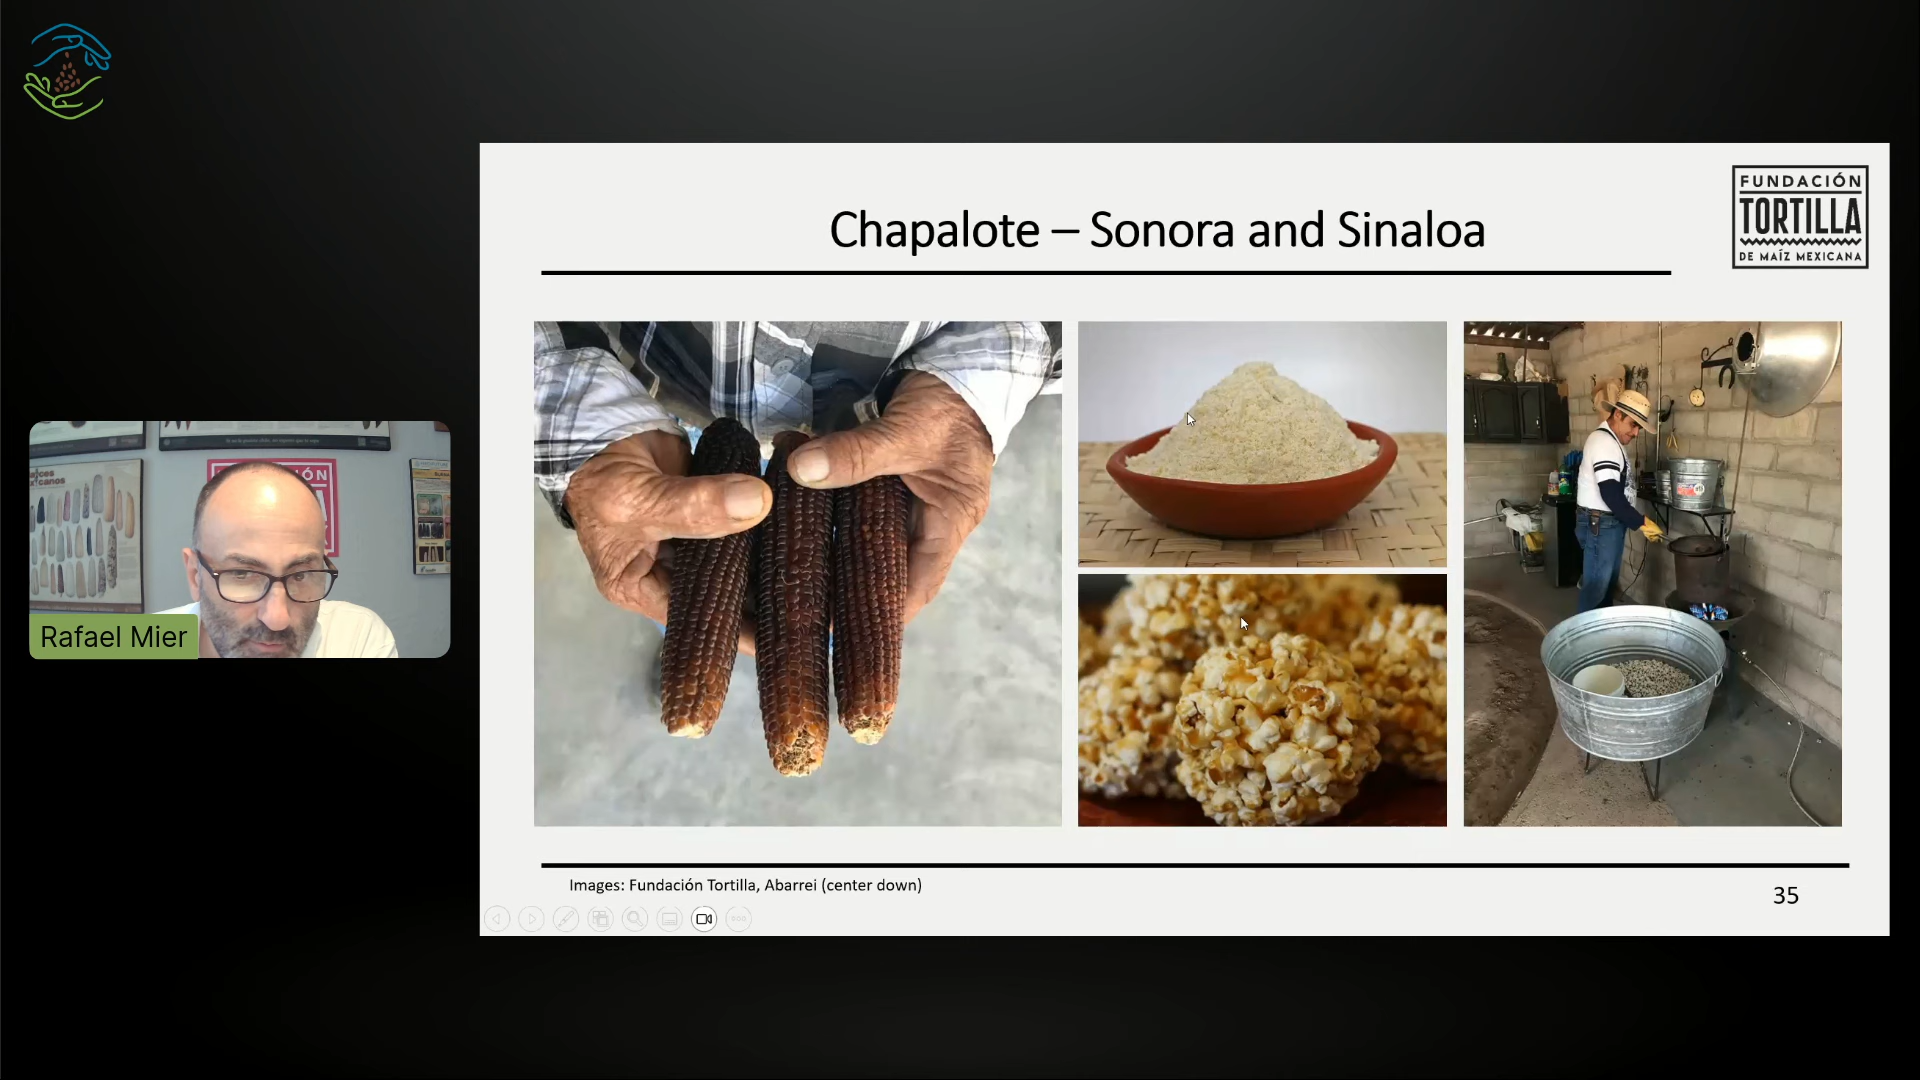 Chapalote – Sonora and Sinaloa
FUNDACIÓN
TORTILLA
DE MAÍZ MEXICANA
Rafael Mier
Images: Fundación Tortilla, Abarrei (center down)
35